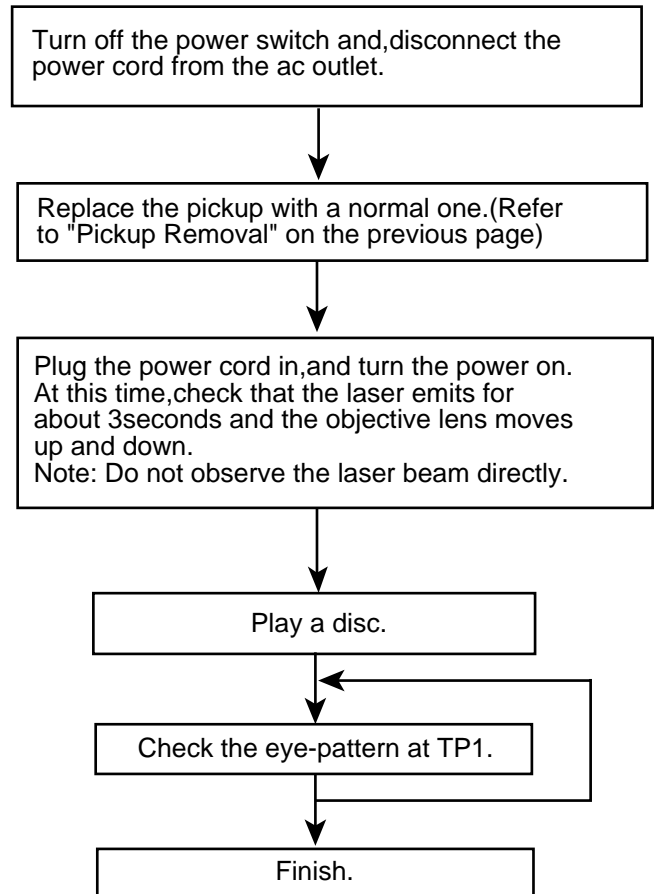 Turn off the power switch and,disconnect the
power cord from the ac outlet.
Replace the pickup with a normal one.(Refer
to "Pickup Removal" on the previous page)
Plug the power cord in,and turn the power on.
At this time,check that the laser emits for
about 3seconds and the objective lens moves
up and down.
Note: Do not observe the laser beam directly.
Play a disc.
Check the eye-pattern at TP1.
Finish.